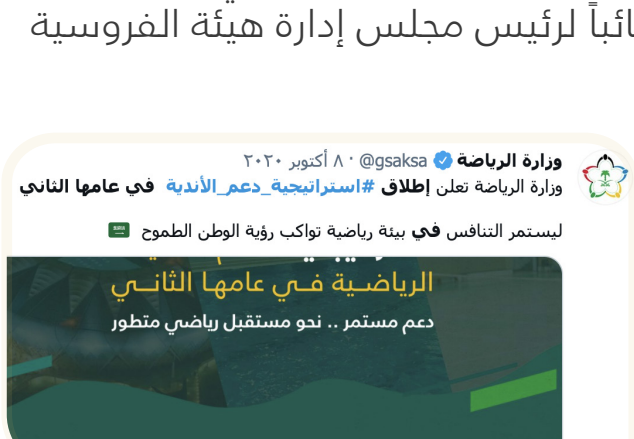 لرئيس مجلس إدارة هيئة الفروسية
وزارة الرياضة @gsaksa · ٨ أكتوبر ٢٠٢٠
وزارة الرياضة تعلن إطلاق #استراتيجية_دعم_الأندية في عامها الثاني
ليستمر التنافس في بيئة رياضية تواكب رؤية الوطن الطموح
الرياضية في عامها الثاني
دعم مستمر .. نحو مستقبل رياضي متطور